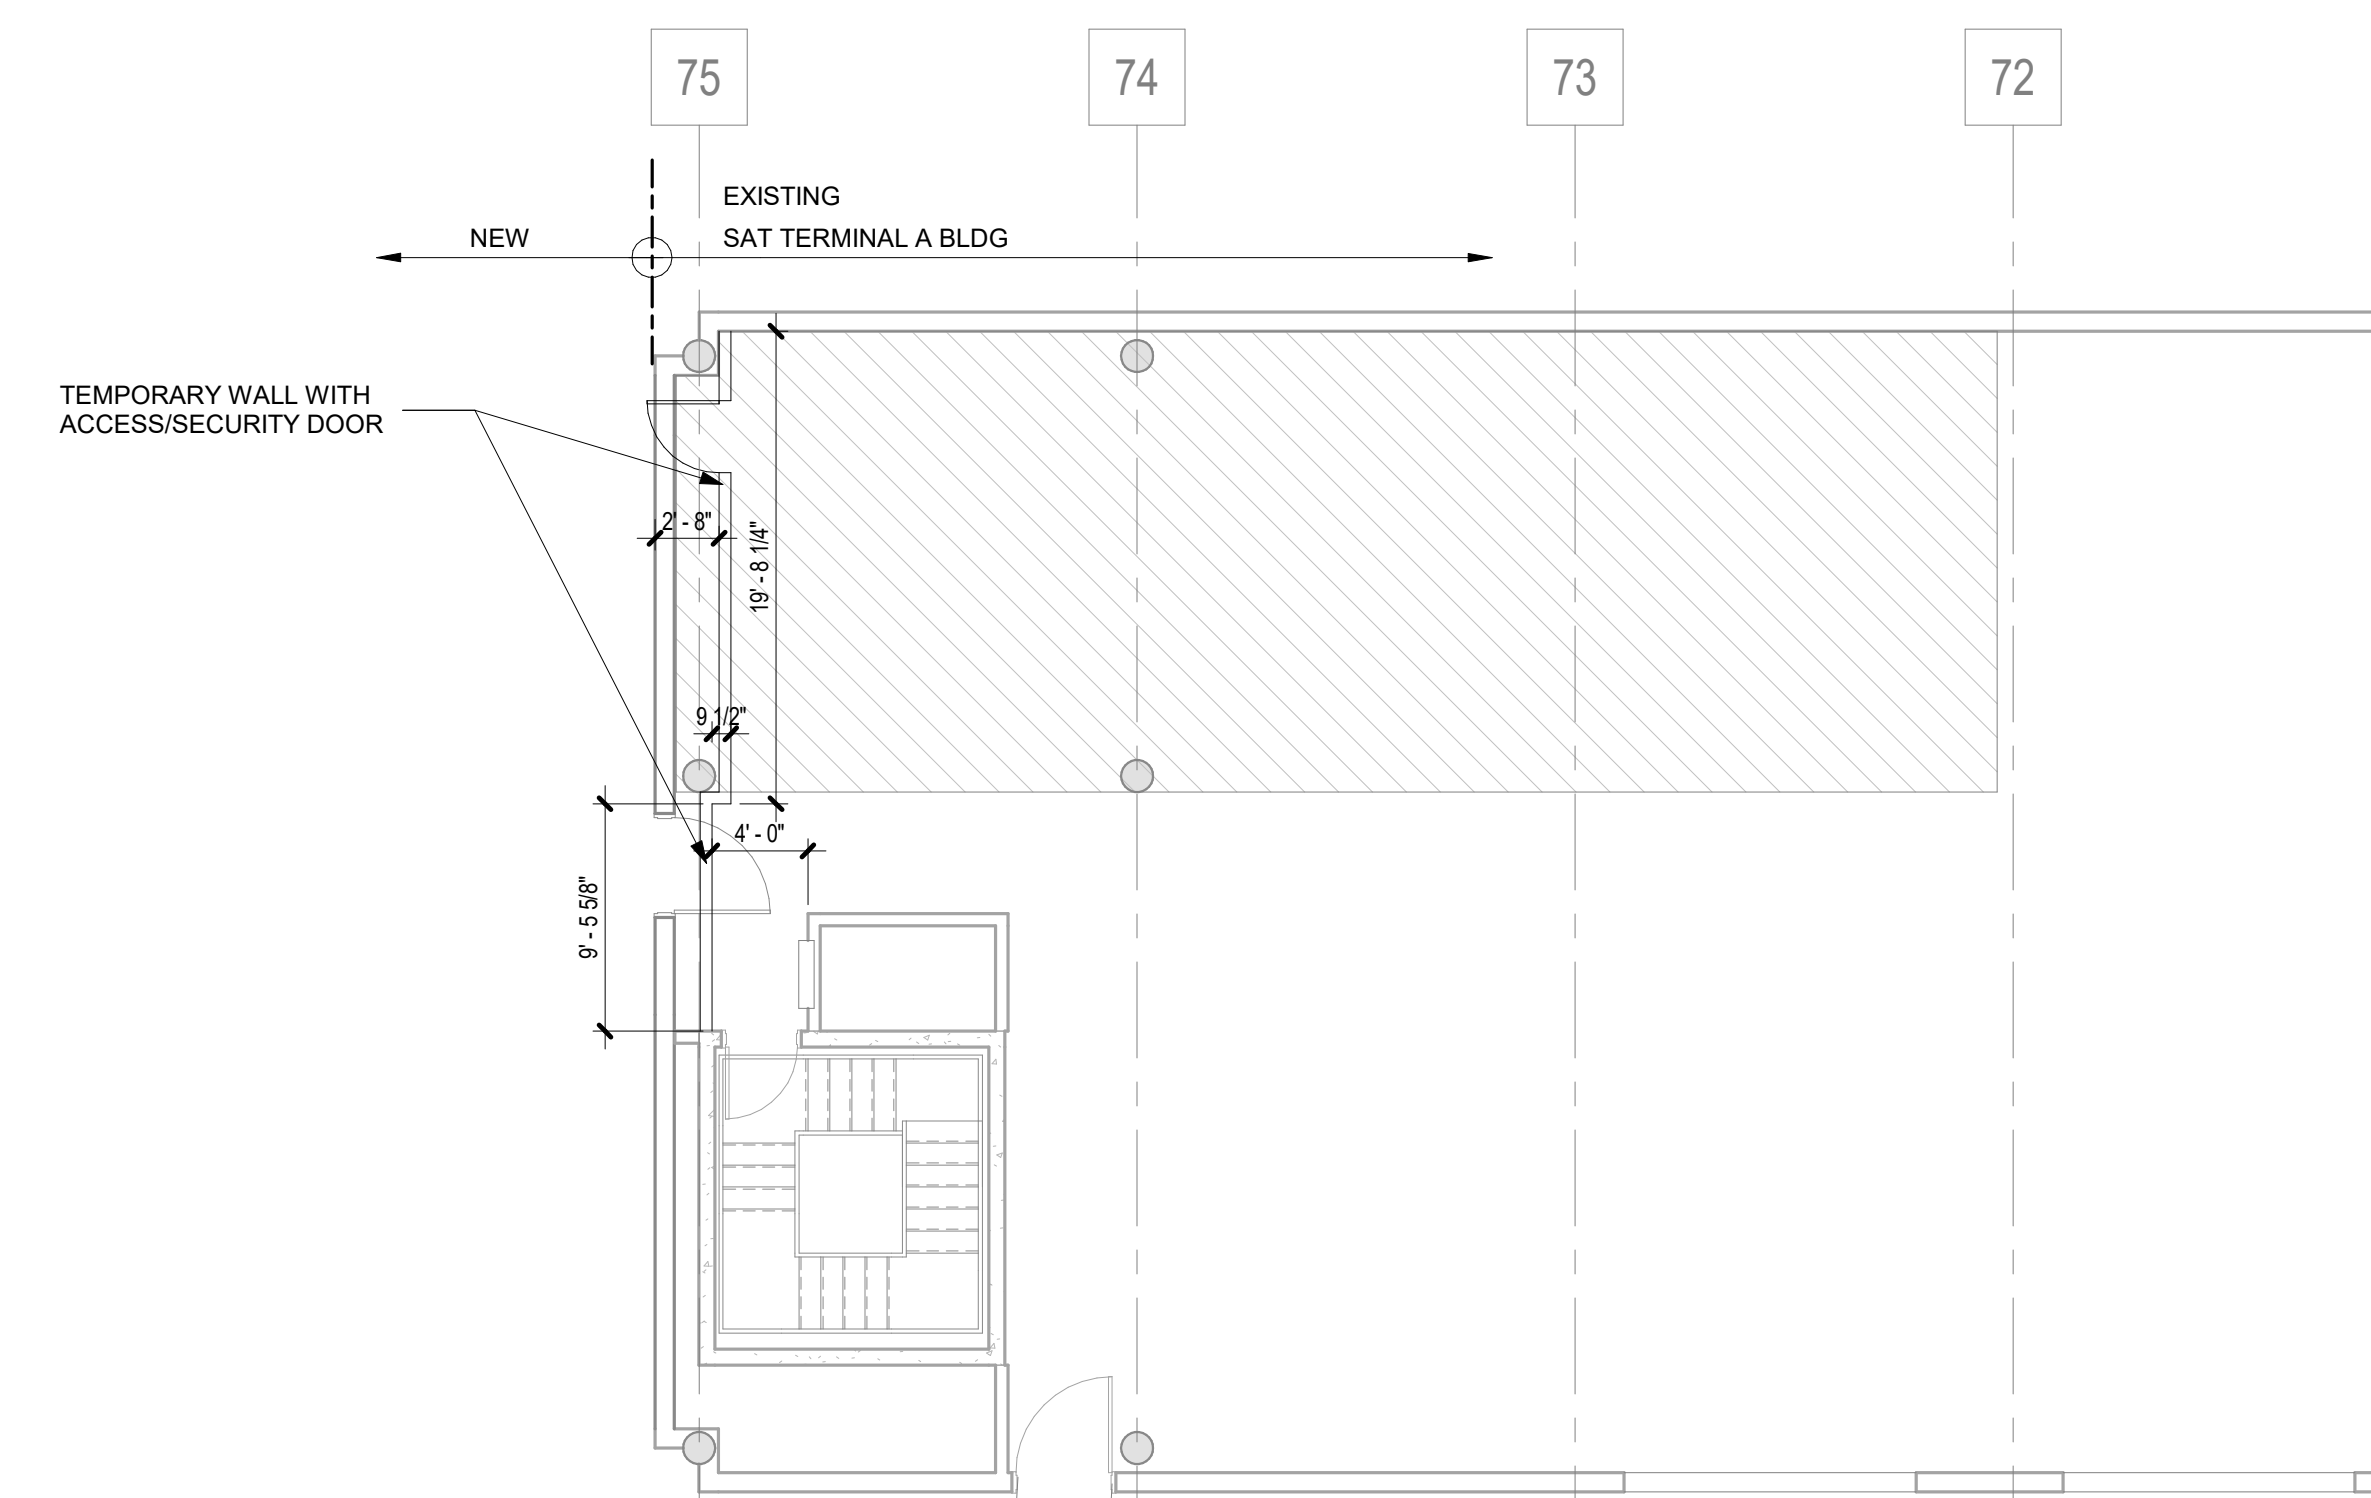 75
74
73
72
EXISTING
NEW
SAT TERMINAL A BLDG
TEMPORARY WALL WITH
ACCESS/SECURITY DOOR
2' - 8"
19' - 8 1/4"
9 1/2"
4' - 0"
9' - 5 5/8"